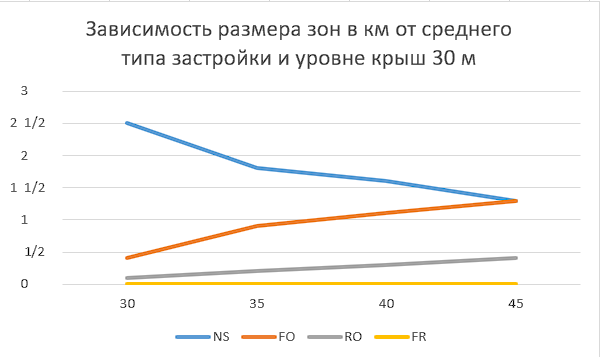 Зависимость размера зон в км от среднего
типа застройки и уровне крыш 30 м
3
2 1/2
2
1 1/2
1
1/2
0
30 35 40 45
NS FO RO FR